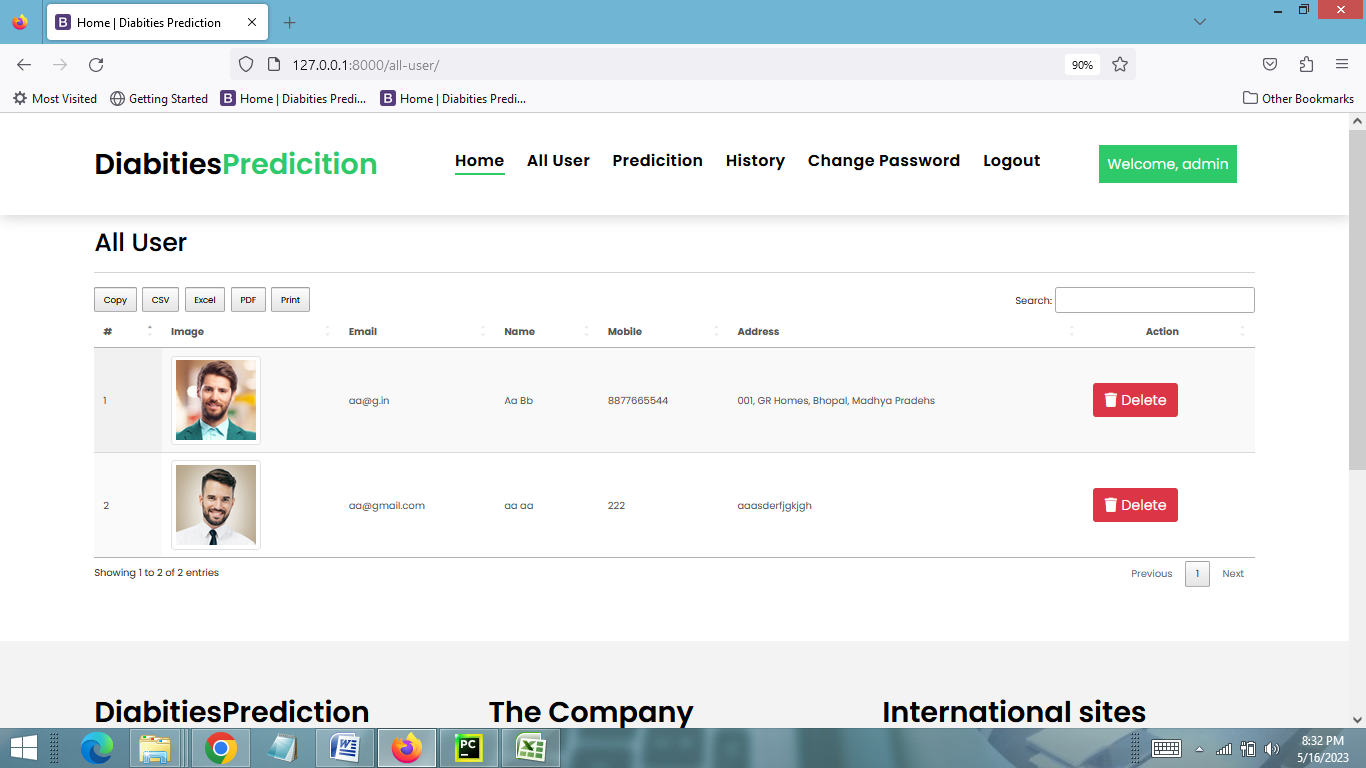 Home | Diabities Prediction
127.0.0.1:8000/all-user/
90%
Most Visited
Getting Started
Home | Diabities Predi...
Home | Diabities Predi...
Other Bookmarks
DiabitiesPredicition
Home
All User
Predicition
History
Change Password
Logout
Welcome, admin
All User
Copy
CSV
Excel
PDF
Print
Search:
# Image Email Name Mobile Address Action
1 aa@g.in Aa Bb 8877665544 001, GR Homes, Bhopal, Madhya Pradehs Delete
2 aa@gmail.com aa aa 222 aaasderfjgkjgh Delete
Showing 1 to 2 of 2 entries
Previous 1 Next
DiabitiesPrediction
The Company
International sites
8:32 PM
5/16/2023